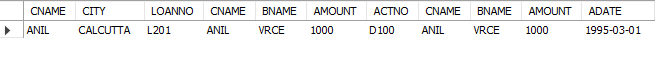 CNAME CITY LOANNO CNAME BNAME AMOUNT ACTNO CNAME BNAME AMOUNT ADATE
ANIL CALCUTTA L201 ANIL VRCE 1000 D100 ANIL VRCE 1000 1995-03-01